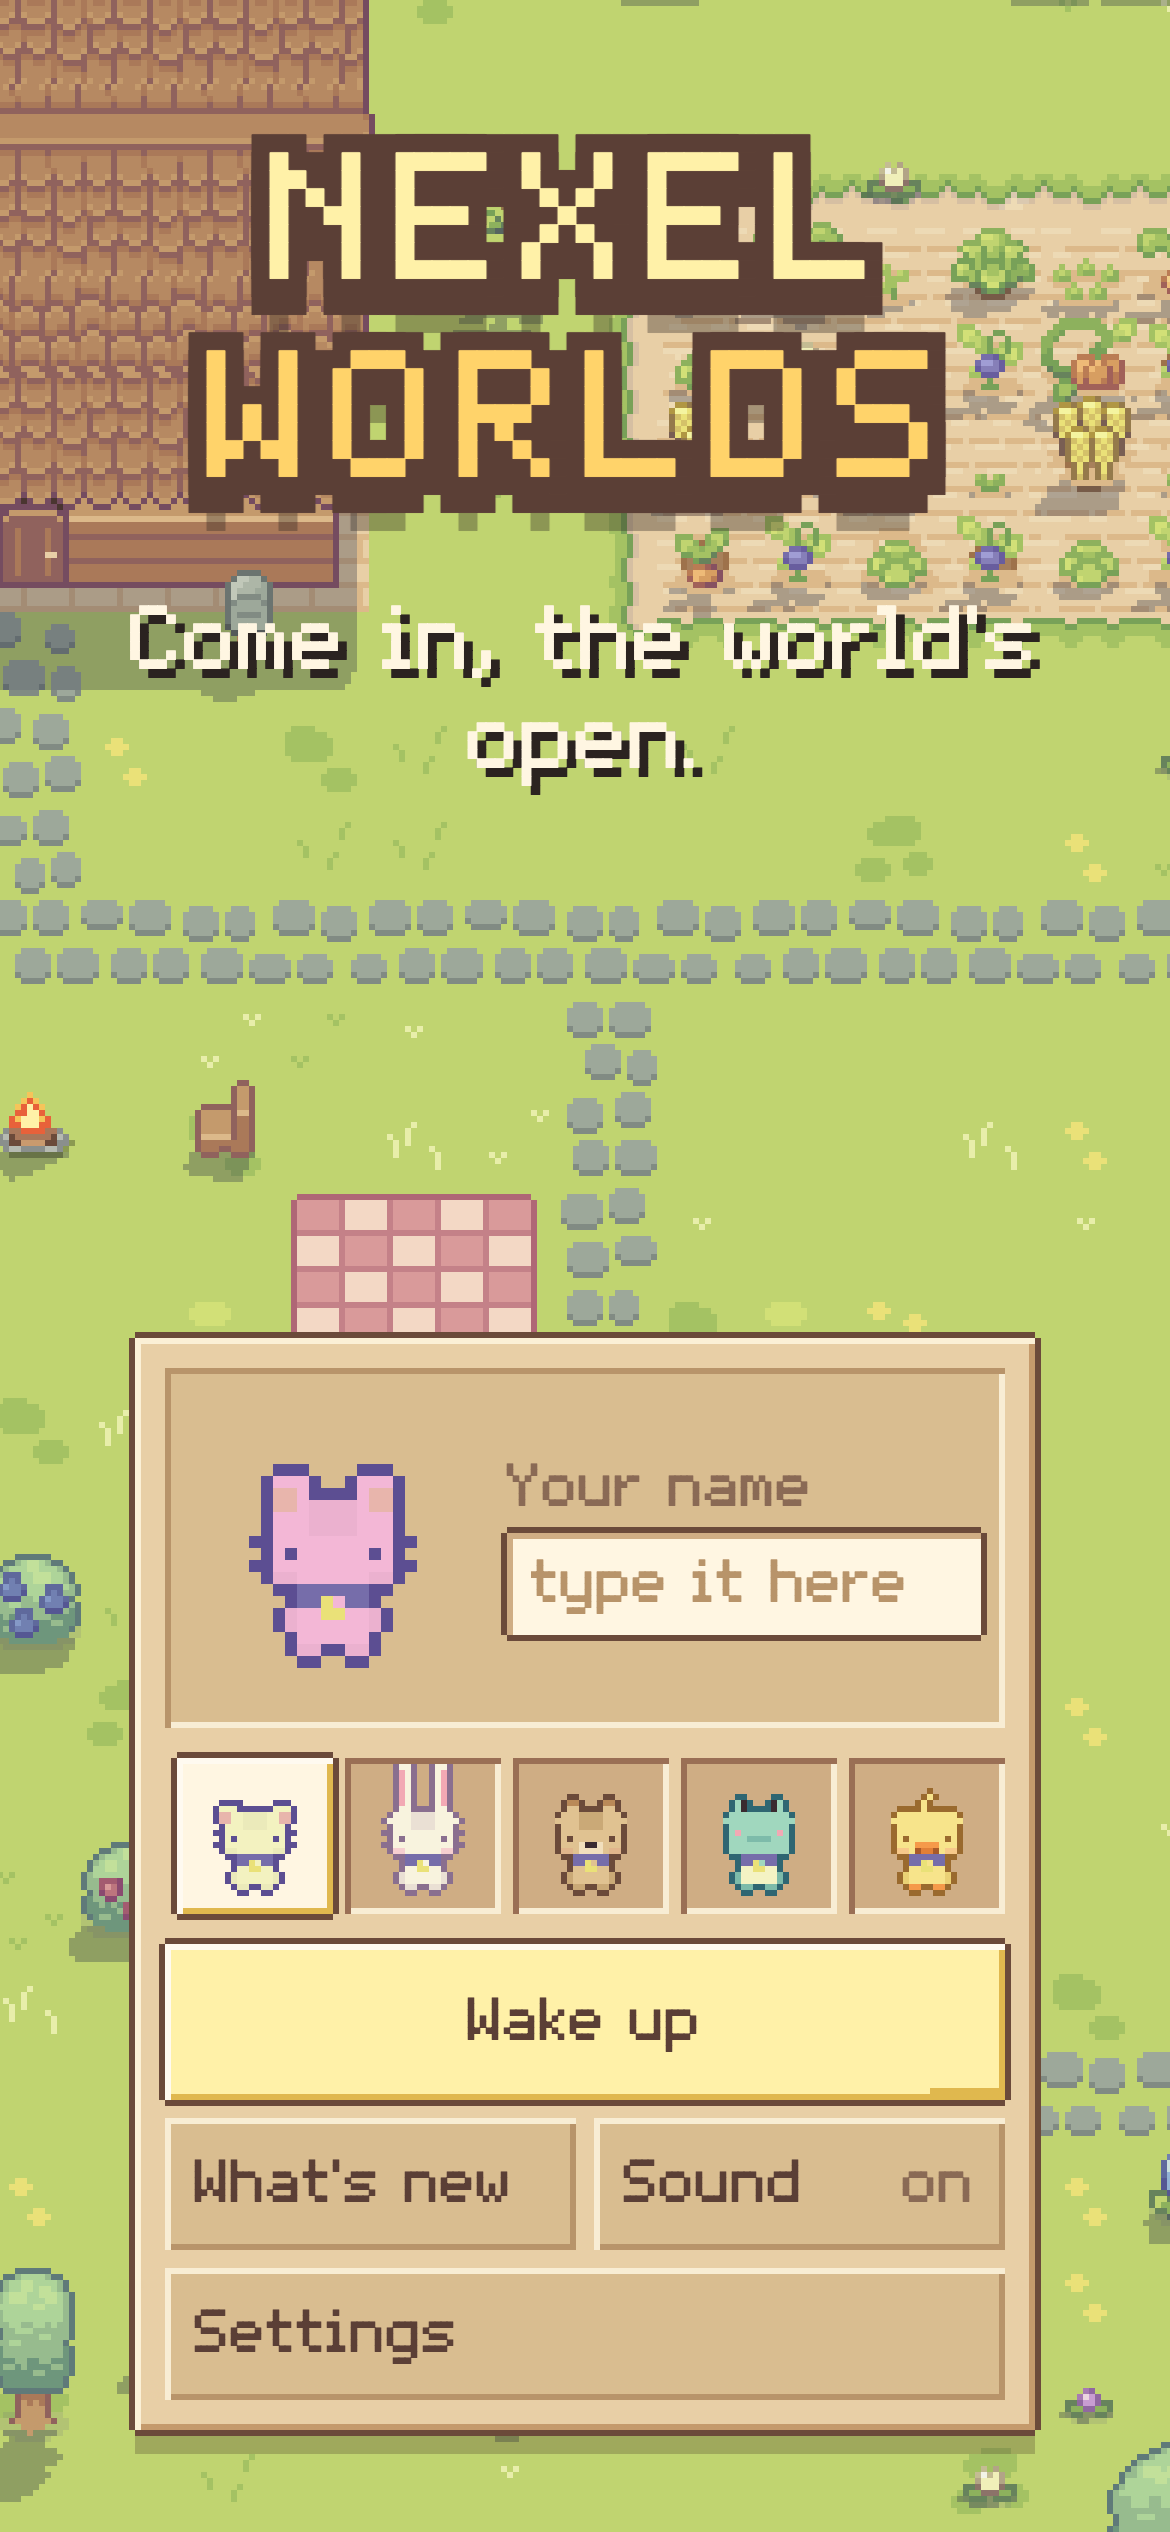 NEXEL
WORLDS
Come in, the world's
open.
Your name
type it here
Wake up
What's new
Sound on
Settings